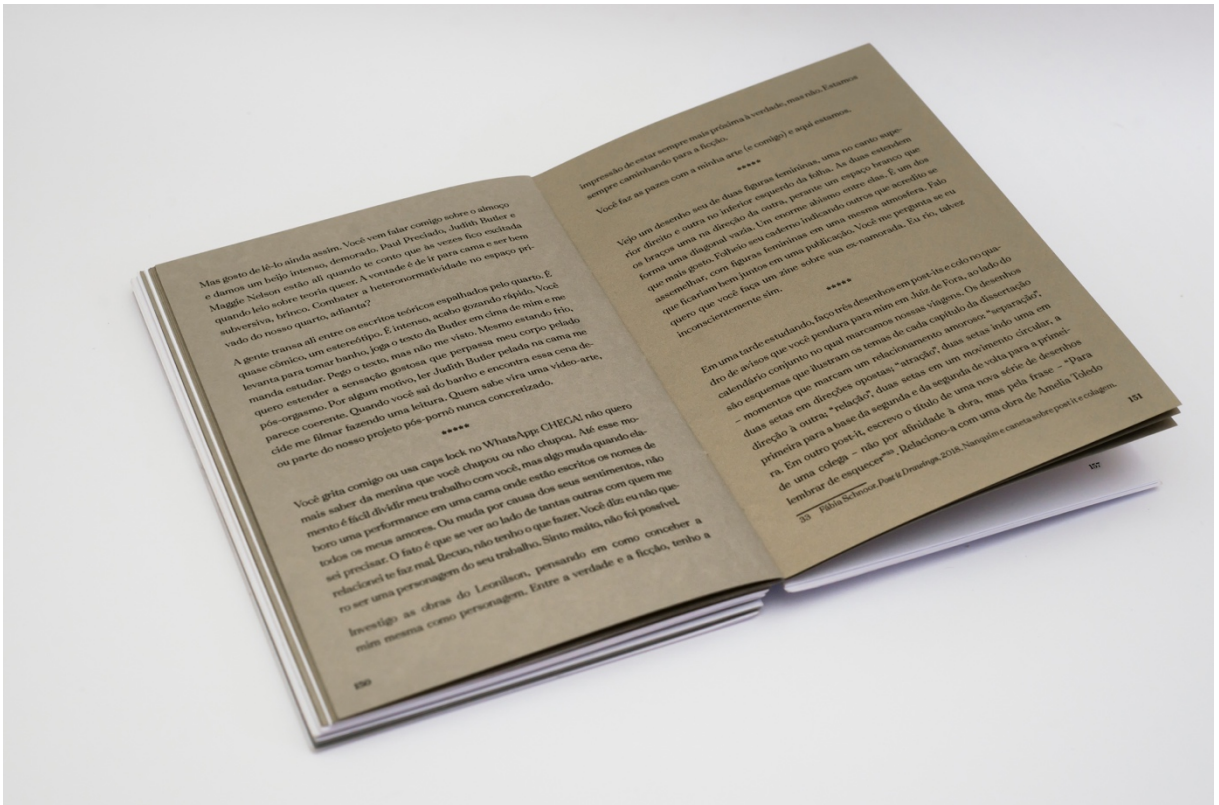 Mas gosto de lê-lo ainda assim. Você vem falar comigo sobre o almoço
e damos um beijo intenso, demorado. Paul Preciado, Judith Butler e
Maggie Nelson estão ali quando te conto que às vezes fico excitada
quando leio sobre teoria queer. A vontade é de ir para cama e ser bem
subversiva, brinco. Combater a heteronormatividade no espaço pri-
vado do nosso quarto, adianta?
A gente transa ali entre os escritos teóricos espalhados pelo quarto. É
quase cômico, um estereótipo. É intenso, acabo gozando rápido. Você
levanta para tomar banho, joga o texto da Butler em cima de mim e me
manda estudar. Pego o texto, mas não me visto. Mesmo estando frio,
quero estender a sensação gostosa que perpassa meu corpo pelado
pós-orgasmo. Por algum motivo, ler Judith Butler pelada na cama me
parece coerente. Quando você sai do banho e encontra essa cena de-
cide me filmar fazendo uma leitura. Quem sabe vira uma vídeo-arte,
ou parte do nosso projeto pós-pornô nunca concretizado.
*****
Você grita comigo ou usa caps lock no WhatsApp: CHEGA! não quero
mais saber da menina que você chupou ou não chupou. Até esse mo-
mento é fácil dividir meu trabalho com você, mas algo muda quando ela-
boro uma performance em uma cama onde estão escritos os nomes de
todos os meus amores. Ou muda por causa dos seus sentimentos, não
sei precisar. O fato é que se ver ao lado de tantas outras com quem me
relacionei te faz mal. Recuo, não tenho o que fazer. Você diz: eu não que-
ro ser uma personagem do seu trabalho. Sinto muito, não foi possível.
Investigo as obras do Leonilson, pensando em como conceber a
mim mesma como personagem. Entre a verdade e a ficção, tenho a
150
impressão de estar sempre mais próxima à verdade, mas não. Estamos
sempre caminhando para a ficção.
Você faz as pazes com a minha arte (e comigo) e aqui estamos.
*****
Vejo um desenho seu de duas figuras femininas, uma no canto supe-
rior direito e outra no inferior esquerdo da folha. As duas estendem
os braços uma na direção da outra, perante um espaço branco que
forma uma diagonal vazia. Um enorme abismo entre elas. É um dos
que mais gosto. Folheio seu caderno indicando outros que acredito se
assemelhar, com figuras femininas em uma mesma atmosfera. Falo
que ficariam bem juntos em uma publicação. Você me pergunta se eu
quero que você faça um zine sobre sua ex-namorada. Eu rio, talvez
inconscientemente sim.
*****
Em uma tarde estudando, faço três desenhos em post-its e colo no qua-
dro de avisos que você pendura para mim em Juiz de Fora, ao lado do
calendário conjunto no qual marcamos nossas viagens. Os desenhos
são esquemas que ilustram os temas de cada capítulo da dissertação
– momentos que marcam um relacionamento amoroso: “separação”,
duas setas em direções opostas; “atração”, duas setas indo uma em
direção à outra; “relação”, duas setas em um movimento circular, a
primeira para a base da segunda e da segunda de volta para a primei-
ra. Em outro post-it, escrevo o título de uma nova série de desenhos
de uma colega – não por afinidade à obra, mas pela frase – “Para
lembrar de esquecer”³³. Relaciono-a com uma obra de Amelia Toledo
33 Fábia Schnoor. Post it Drawings, 2018. Nanquim e caneta sobre post it e colagem.
151
157